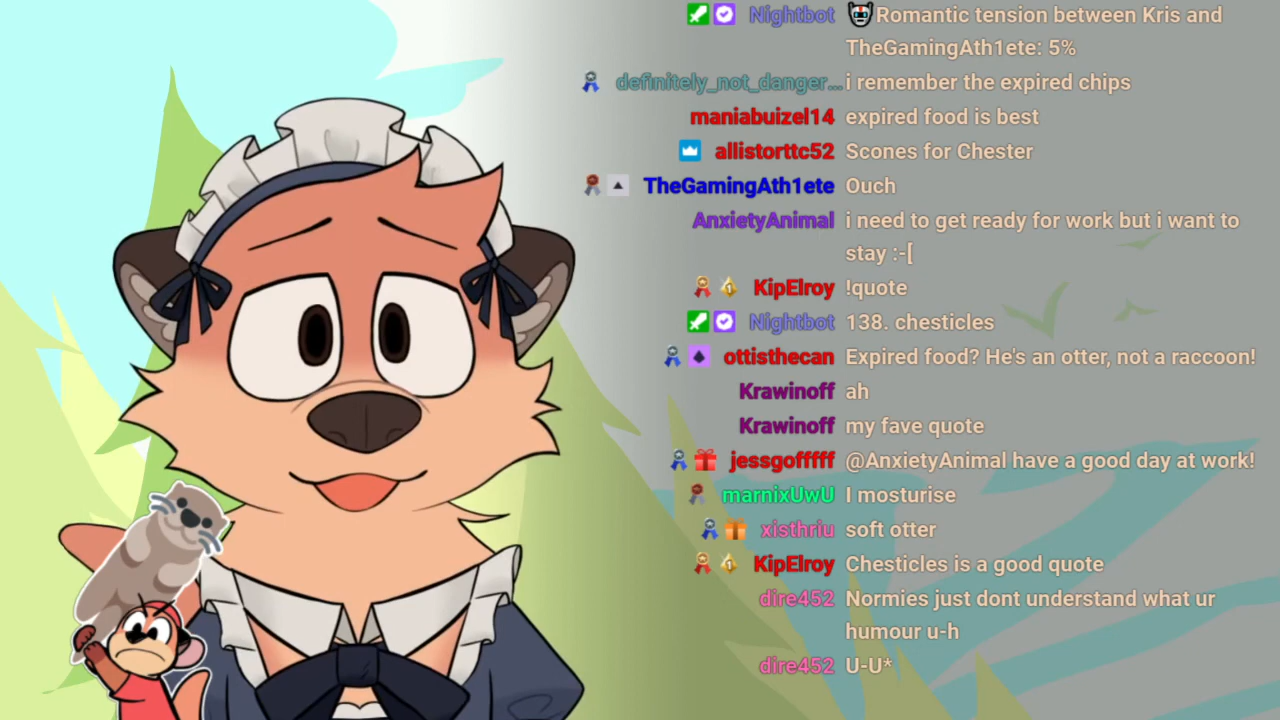 Nightbot Romantic tension between Kris and
TheGamingAth1ete: 5%
definitely_not_danger... i remember the expired chips
maniabuizel14 expired food is best
allistorttc52 Scones for Chester
TheGamingAth1ete Ouch
AnxietyAnimal i need to get ready for work but i want to
stay :-[
KipElroy !quote
Nightbot 138. chesticles
ottisthecan Expired food? He's an otter, not a raccoon!
Krawinoff ah
Krawinoff my fave quote
jessgofffff @AnxietyAnimal have a good day at work!
marnixUwU I mosturise
xisthriu soft otter
KipElroy Chesticles is a good quote
dire452 Normies just dont understand what ur
humour u-h
dire452 U-U*